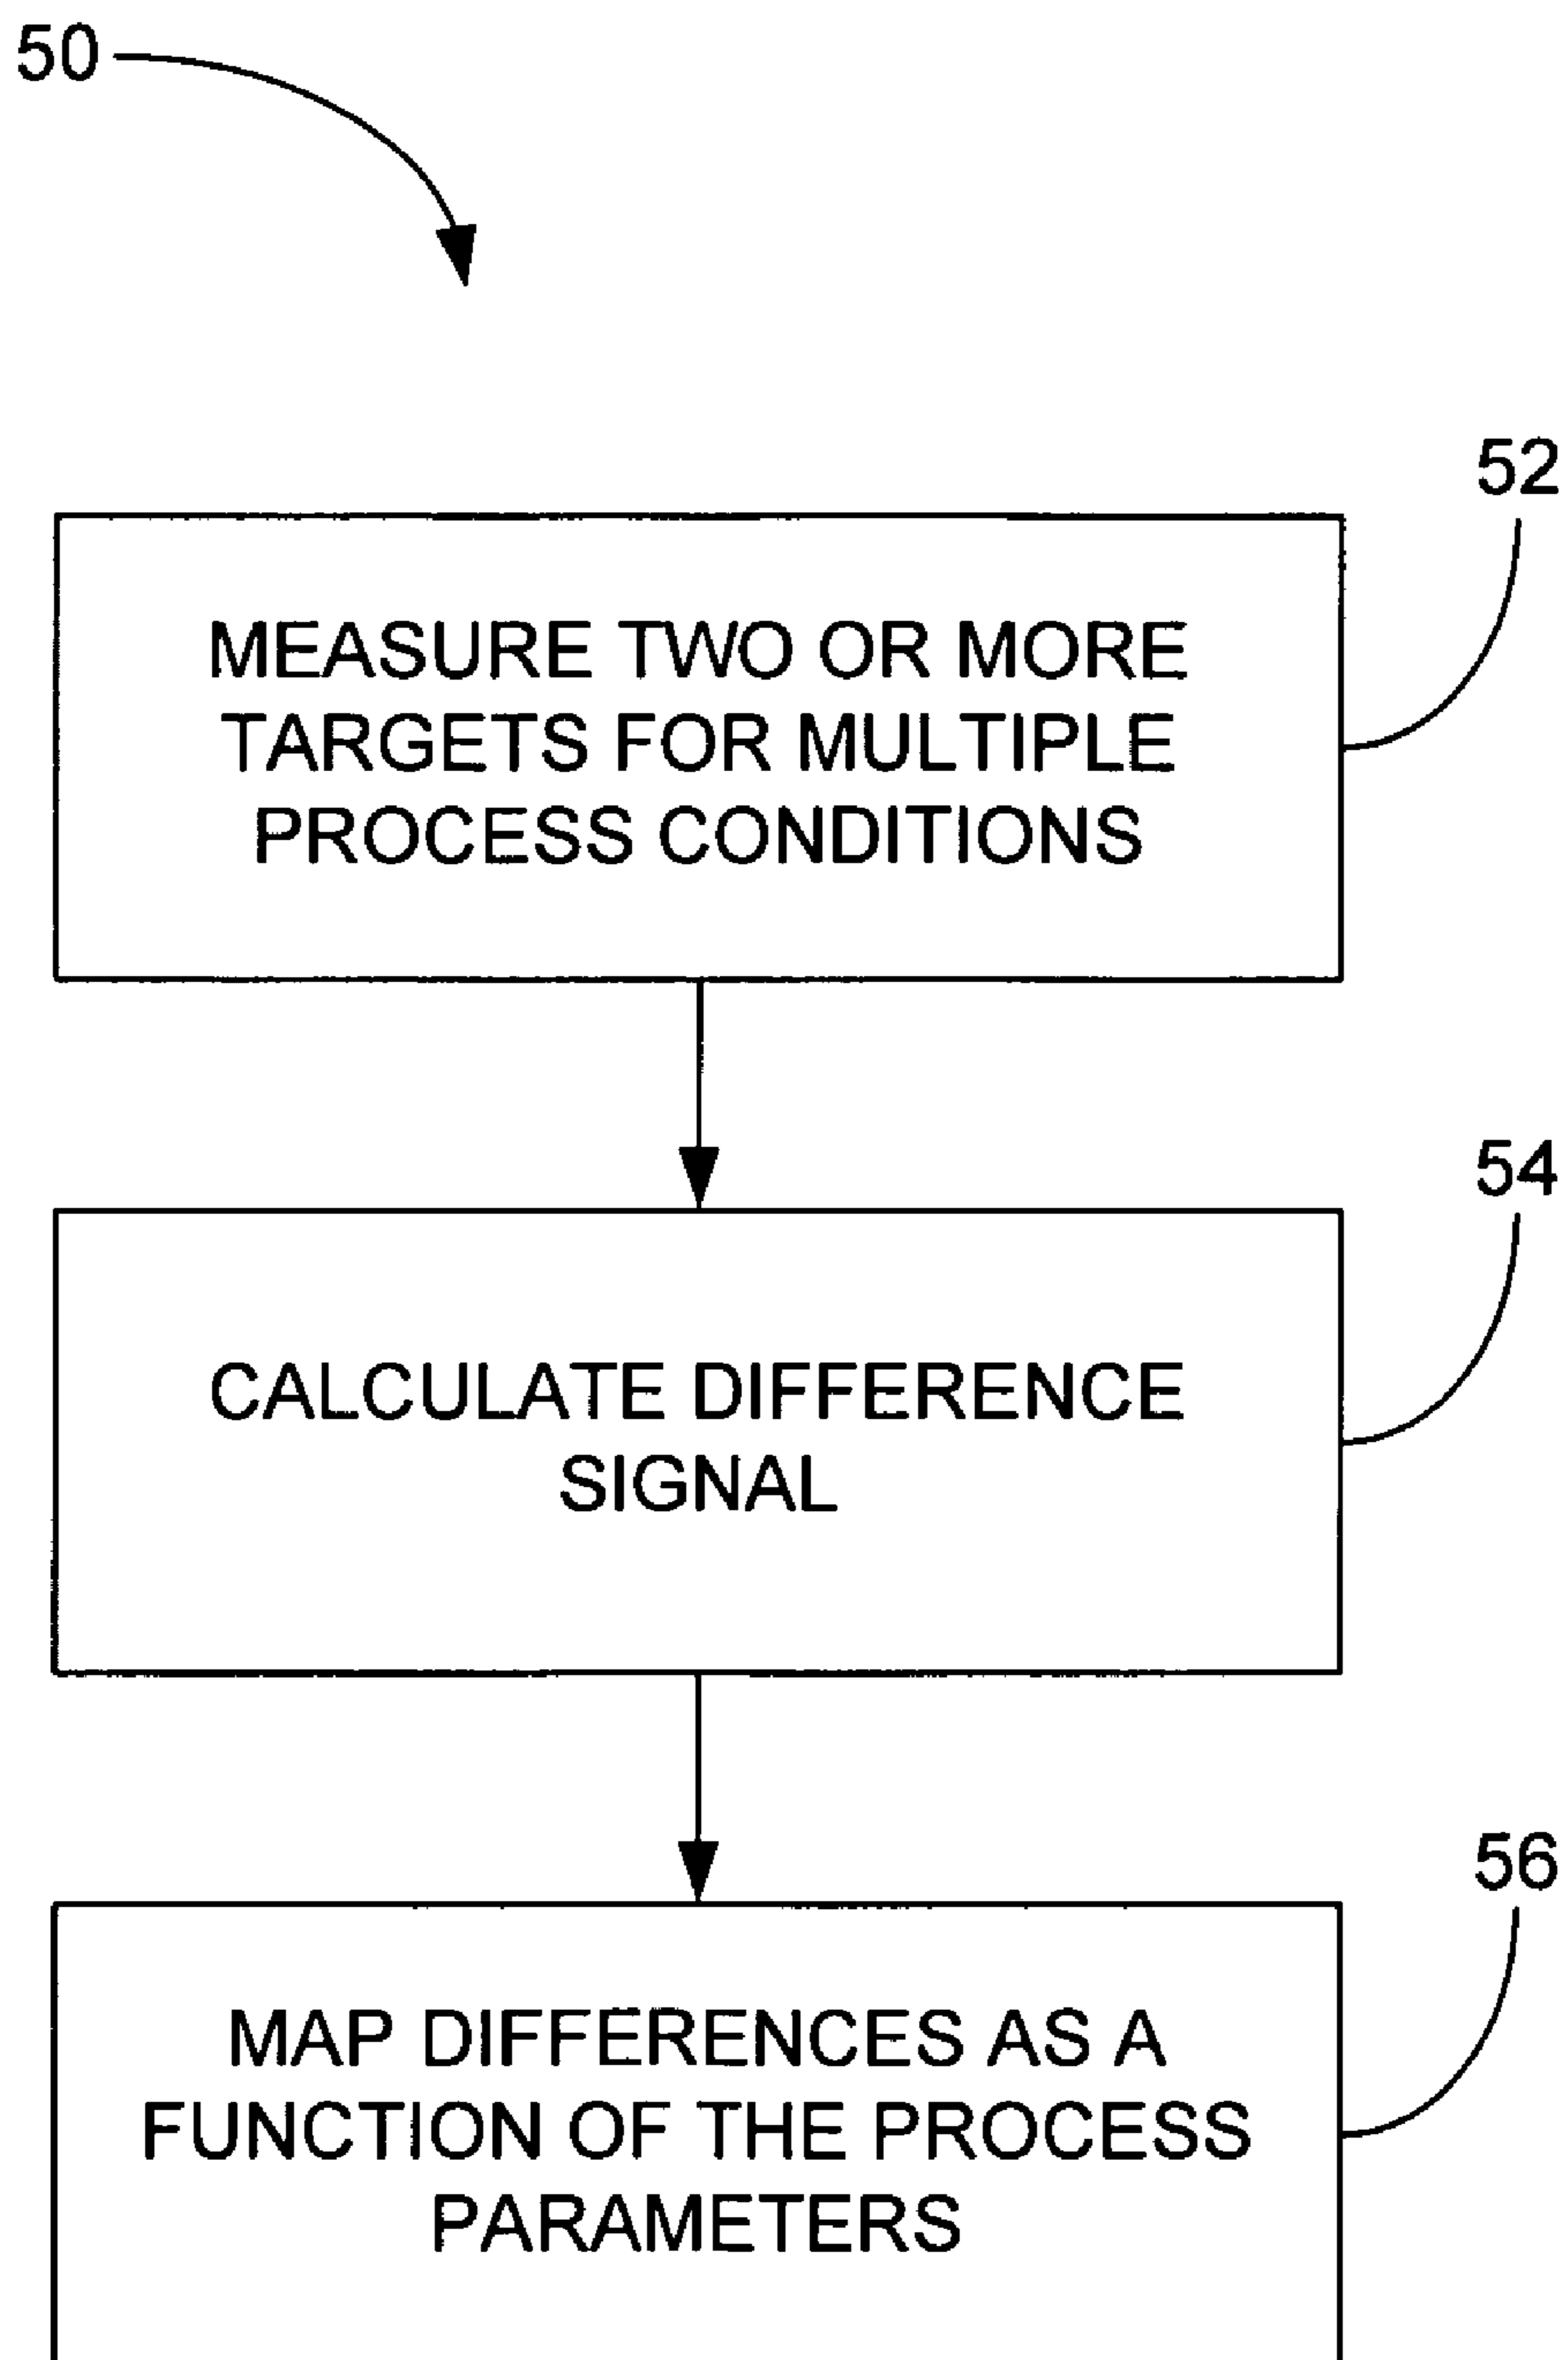 50
52
MEASURE TWO OR MORE
TARGETS FOR MULTIPLE
PROCESS CONDITIONS
54
CALCULATE DIFFERENCE
SIGNAL
56
MAP DIFFERENCES AS A
FUNCTION OF THE PROCESS
PARAMETERS